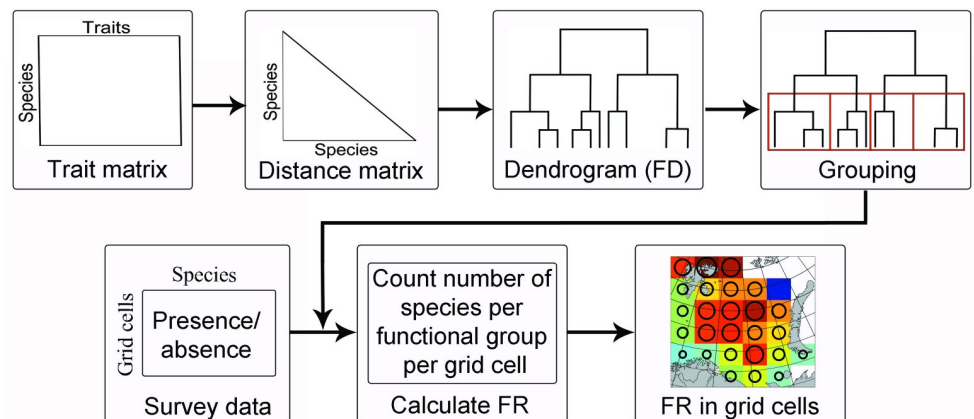 Traits
Species
Trait matrix
Species
Species
Distance matrix
Dendrogram (FD)
Grouping
Species
Grid cells
Presence/
absence
Survey data
Count number of
species per
functional group
per grid cell
Calculate FR
FR in grid cells